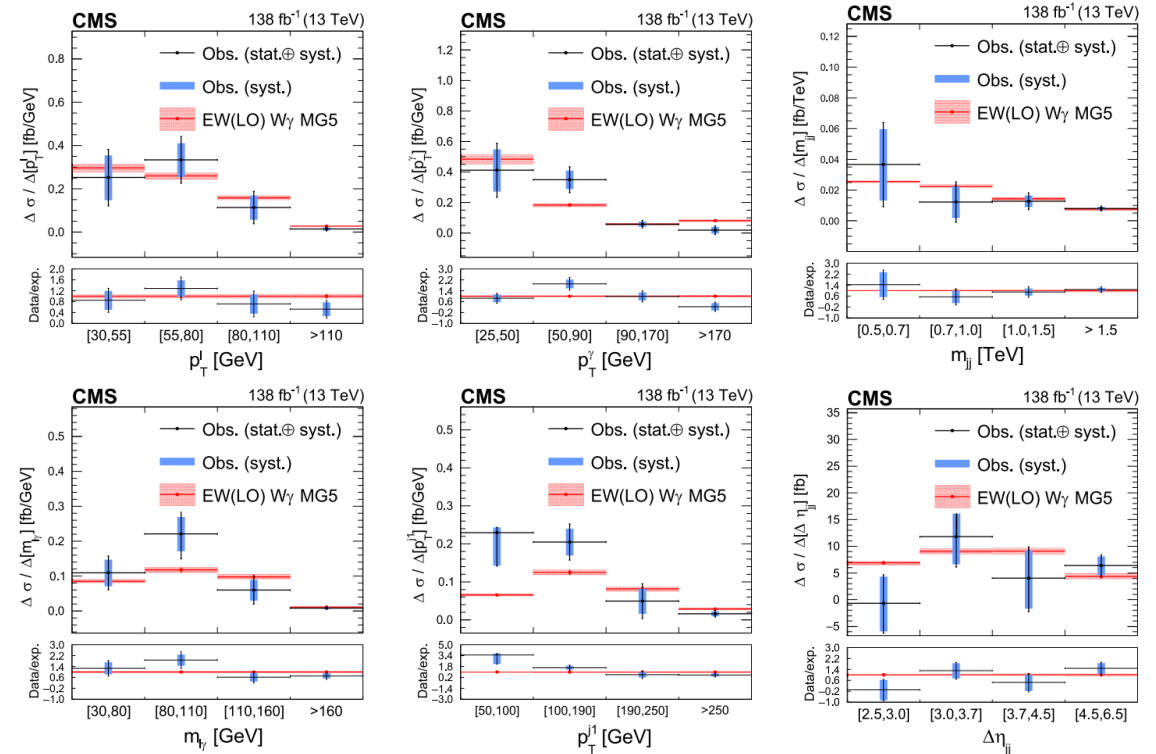 CMS 138 fb⁻¹ (13 TeV)
Δ σ / Δ[p_T^l] [fb/GeV]
0.8
0.6
0.4
0.2
0.0
Obs. (stat.⊕ syst.)
Obs. (syst.)
EW(LO) Wγ MG5
Data/exp.
2.0
1.6
1.2
0.8
0.4
0.0
[30,55] [55,80] [80,110] >110
p_T^l [GeV]
CMS 138 fb⁻¹ (13 TeV)
Δ σ / Δ[p_T^γ] [fb/GeV]
1.2
1.0
0.8
0.6
0.4
0.2
0.0
Obs. (stat.⊕ syst.)
Obs. (syst.)
EW(LO) Wγ MG5
Data/exp.
3.0
2.2
1.4
0.6
−0.2
−1.0
[25,50] [50,90] [90,170] >170
p_T^γ [GeV]
CMS 138 fb⁻¹ (13 TeV)
Δ σ / Δ[m_jj] [fb/TeV]
0.12
0.10
0.08
0.06
0.04
0.02
0.00
Obs. (stat.⊕ syst.)
Obs. (syst.)
EW(LO) Wγ MG5
Data/exp.
3.0
2.2
1.4
0.6
−0.2
−1.0
[0.5,0.7] [0.7,1.0] [1.0,1.5] > 1.5
m_jj [TeV]
CMS 138 fb⁻¹ (13 TeV)
Δ σ / Δ[m_lγ] [fb/GeV]
0.5
0.4
0.3
0.2
0.1
0.0
Obs. (stat.⊕ syst.)
Obs. (syst.)
EW(LO) Wγ MG5
Data/exp.
3.0
2.2
1.4
0.6
−0.2
−1.0
[30,80] [80,110] [110,160] >160
m_lγ [GeV]
CMS 138 fb⁻¹ (13 TeV)
Δ σ / Δ[p_T^j1] [fb/GeV]
0.5
0.4
0.3
0.2
0.1
0.0
Obs. (stat.⊕ syst.)
Obs. (syst.)
EW(LO) Wγ MG5
Data/exp.
5.0
3.4
1.8
0.2
−1.4
−3.0
[50,100] [100,190] [190,250] >250
p_T^j1 [GeV]
CMS 138 fb⁻¹ (13 TeV)
Δ σ / Δ[Δ η_jj] [fb]
35
30
25
20
15
10
5
0
−5
Obs. (stat.⊕ syst.)
Obs. (syst.)
EW(LO) Wγ MG5
Data/exp.
3.0
2.2
1.4
0.6
−0.2
−1.0
[2.5,3.0] [3.0,3.7] [3.7,4.5] [4.5,6.5]
Δη_jj